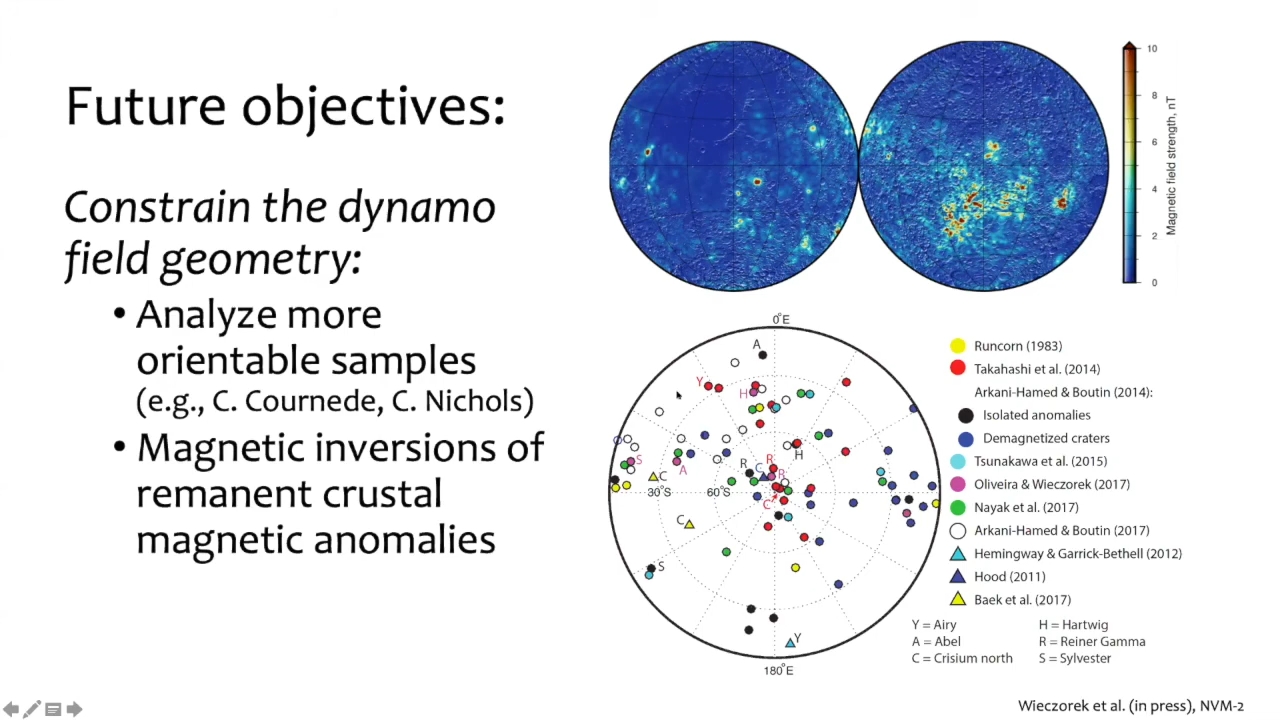 Future objectives:
Constrain the dynamo
field geometry:
• Analyze more
orientable samples
(e.g., C. Cournede, C. Nichols)
• Magnetic inversions of
remanent crustal
magnetic anomalies
10
8
6
4
2
0
Magnetic field strength, nT
0°E
A
Y
H
H
S
A
C
R
R
C
R
30°S
60°S
C
C
S
Y
180°E
Runcorn (1983)
Takahashi et al. (2014)
Arkani-Hamed & Boutin (2014):
Isolated anomalies
Demagnetized craters
Tsunakawa et al. (2015)
Oliveira & Wieczorek (2017)
Nayak et al. (2017)
Arkani-Hamed & Boutin (2017)
Hemingway & Garrick-Bethell (2012)
Hood (2011)
Baek et al. (2017)
Y = Airy
A = Abel
C = Crisium north
H = Hartwig
R = Reiner Gamma
S = Sylvester
Wieczorek et al. (in press), NVM-2